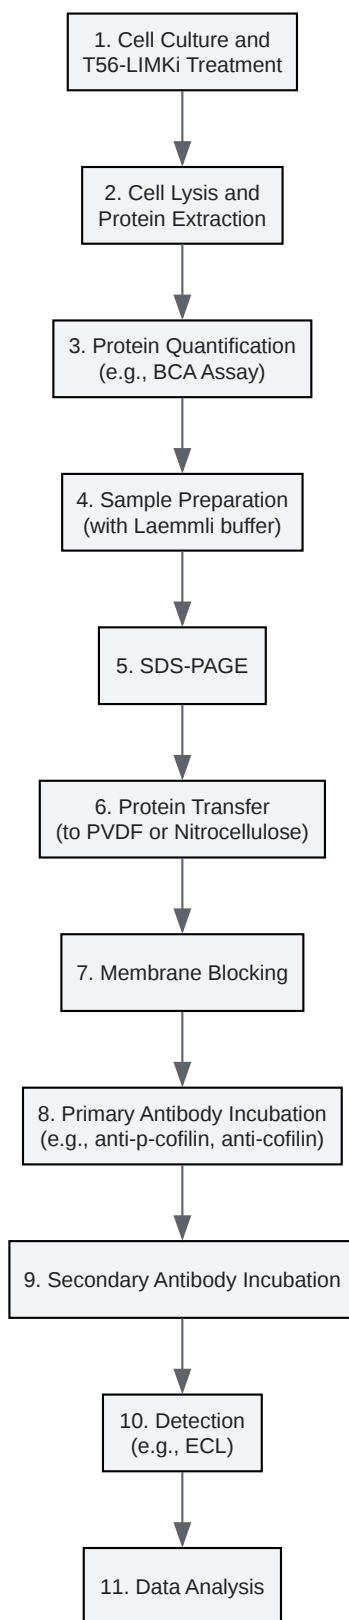 1. Cell Culture and
T56-LIMKi Treatment
2. Cell Lysis and
Protein Extraction
3. Protein Quantification
(e.g., BCA Assay)
4. Sample Preparation
(with Laemmli buffer)
5. SDS-PAGE
6. Protein Transfer
(to PVDF or Nitrocellulose)
7. Membrane Blocking
8. Primary Antibody Incubation
(e.g., anti-p-cofilin, anti-cofilin)
9. Secondary Antibody Incubation
10. Detection
(e.g., ECL)
11. Data Analysis